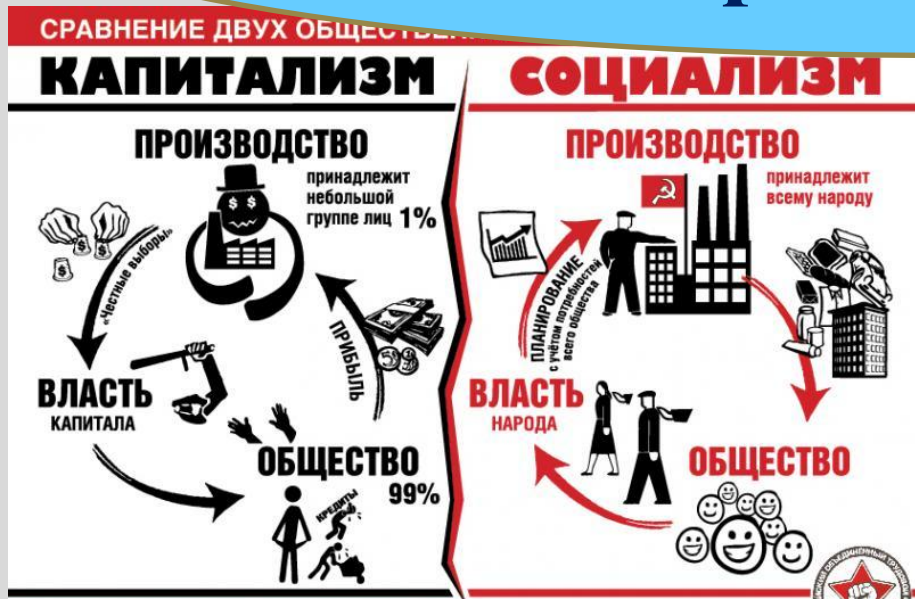 СРАВНЕНИЕ ДВУХ
КАПИТАЛИЗМ
ПРОИЗВОДСТВО
принадлежит
небольшой
группе лиц 1%
$ $
«Честные выборы»
$
$
$
ПРИБЫЛЬ
ВЛАСТЬ
КАПИТАЛА
ОБЩЕСТВО
99%
КРЕДИТЫ
СОЦИАЛИЗМ
ПРОИЗВОДСТВО
принадлежит
всему народу
ПЛАНИРОВАНИЕ
с учётом потребностей
всего общества
ВЛАСТЬ
НАРОДА
ОБЩЕСТВО